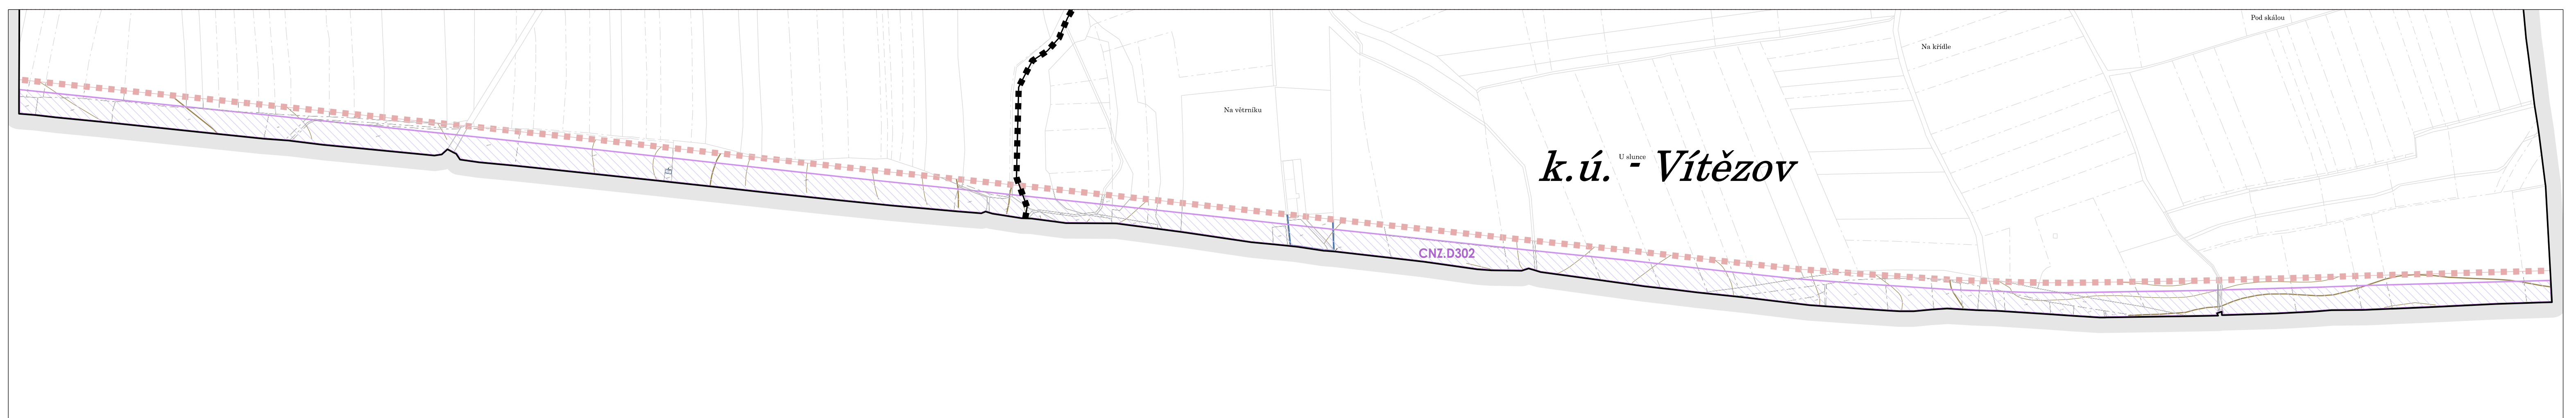 Pod skálou
Na křídle
Na větrníku
U slunce
k.ú. - Vítězov
CNZ.D302